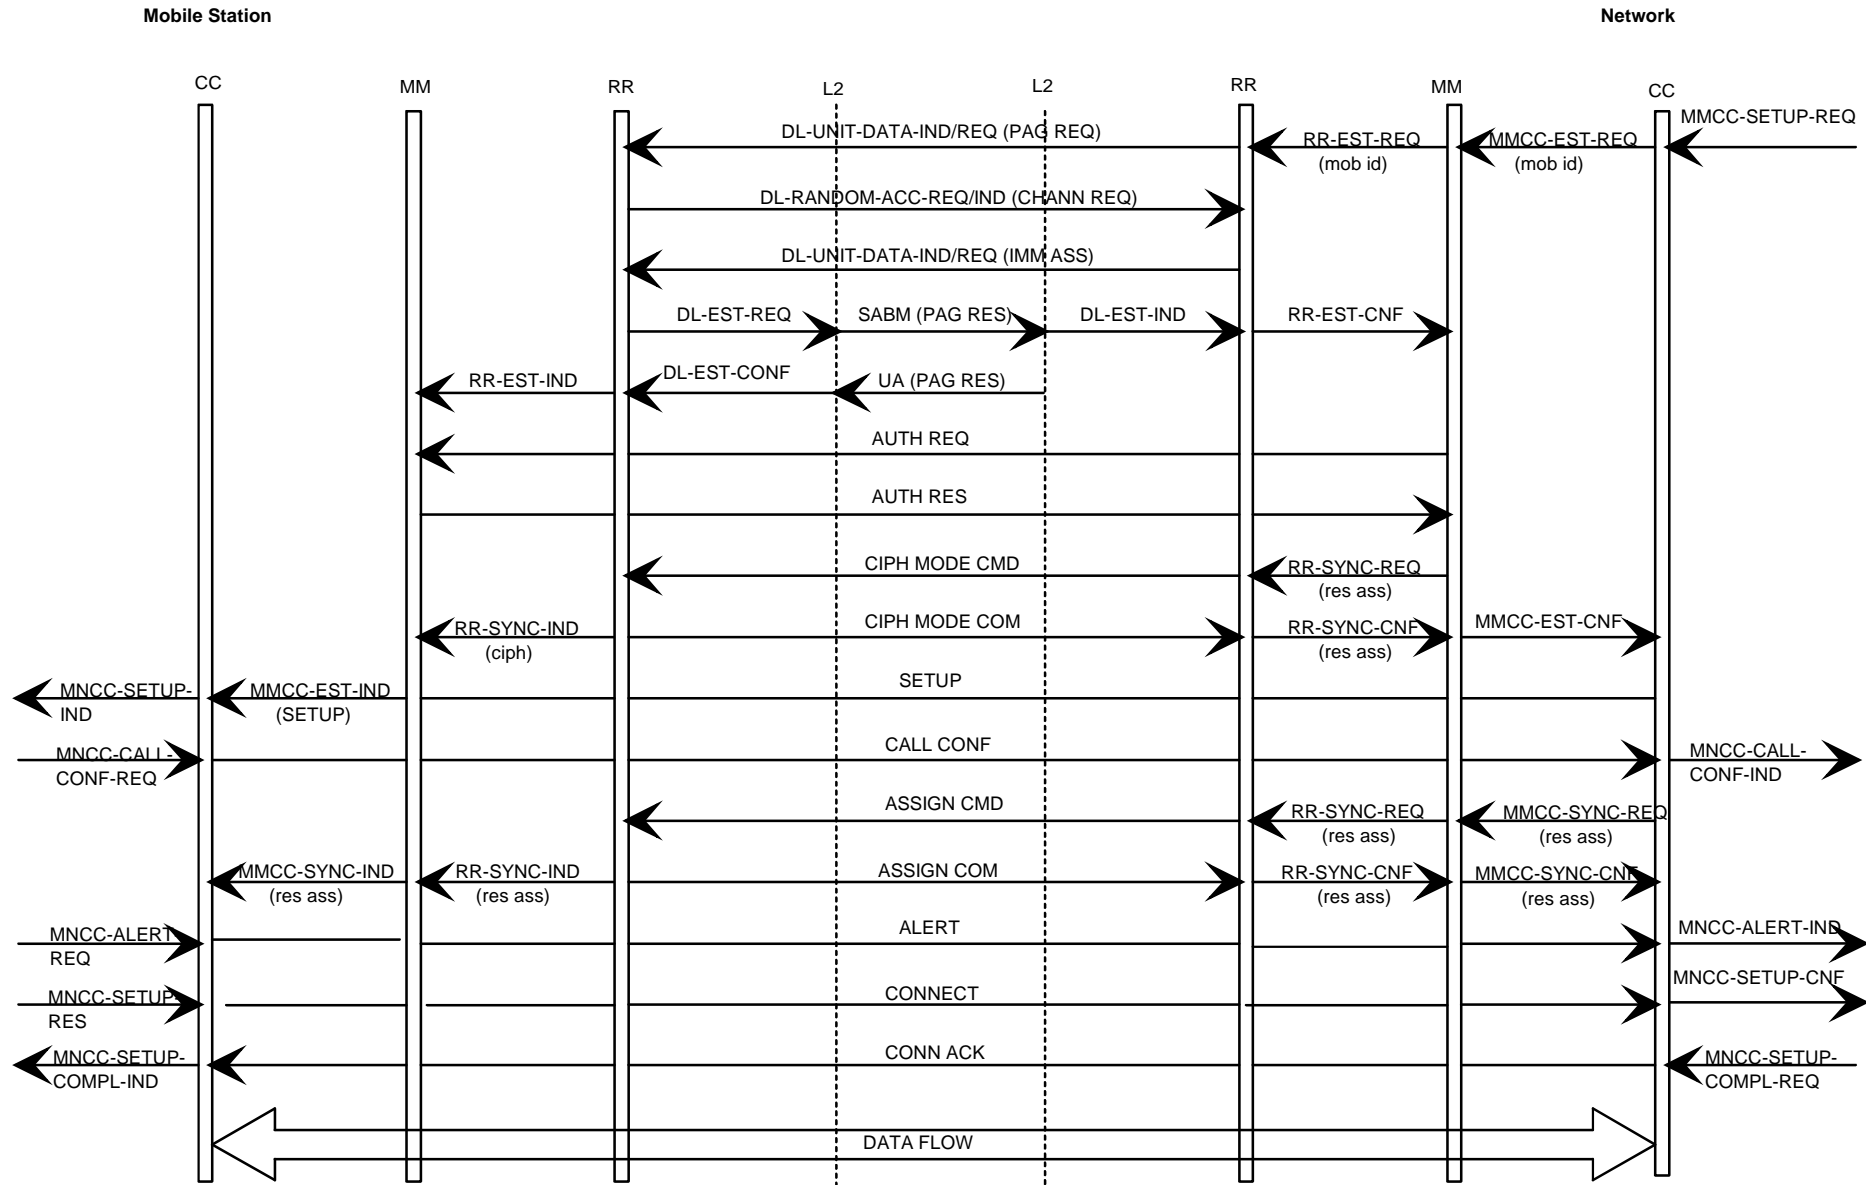 Mobile Station
Network
CC
MM
RR
L2
L2
RR
MM
CC
MMCC-SETUP-REQ
DL-UNIT-DATA-IND/REQ (PAG REQ)
RR-EST-REQ
(mob id)
MMCC-EST-REQ
(mob id)
DL-RANDOM-ACC-REQ/IND (CHANN REQ)
DL-UNIT-DATA-IND/REQ (IMM ASS)
DL-EST-REQ
SABM (PAG RES)
DL-EST-IND
RR-EST-CNF
RR-EST-IND
DL-EST-CONF
UA (PAG RES)
AUTH REQ
AUTH RES
CIPH MODE CMD
RR-SYNC-REQ
(res ass)
RR-SYNC-IND
(ciph)
CIPH MODE COM
RR-SYNC-CNF
(res ass)
MMCC-EST-CNF
MNCC-SETUP-
IND
MMCC-EST-IND
(SETUP)
SETUP
MNCC-CALL-
CONF-REQ
CALL CONF
MNCC-CALL-
CONF-IND
ASSIGN CMD
RR-SYNC-REQ
(res ass)
MMCC-SYNC-REQ
(res ass)
MMCC-SYNC-IND
(res ass)
RR-SYNC-IND
(res ass)
ASSIGN COM
RR-SYNC-CNF
(res ass)
MMCC-SYNC-CNF
(res ass)
MNCC-ALERT-
REQ
ALERT
MNCC-ALERT-IND
MNCC-SETUP-
RES
CONNECT
MNCC-SETUP-CNF
MNCC-SETUP-
COMPL-IND
CONN ACK
MNCC-SETUP-
COMPL-REQ
DATA FLOW